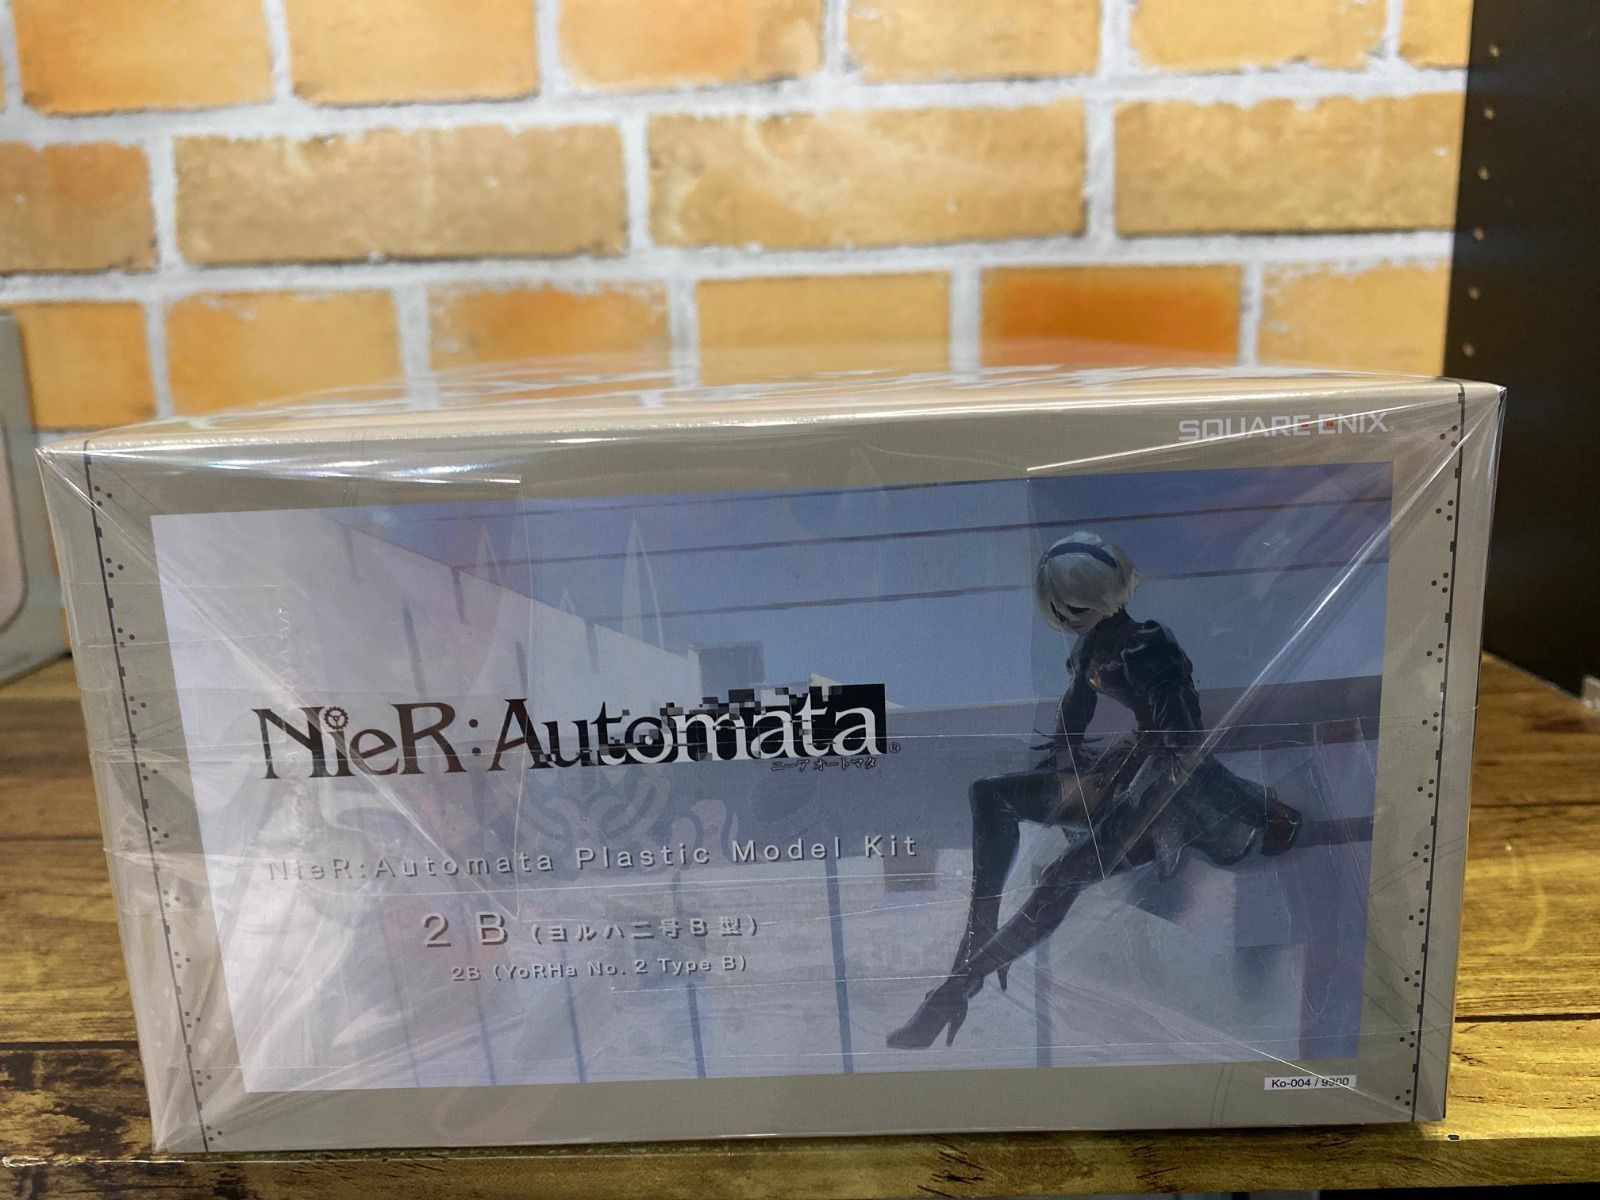 SQUARE ENIX
NieR:Automata®
ニーア オートマタ
NieR:Automata Plastic Model Kit
2B (ヨルハ二号B型)
2B (YoRHa No. 2 Type B)
Ko-004 / 9900